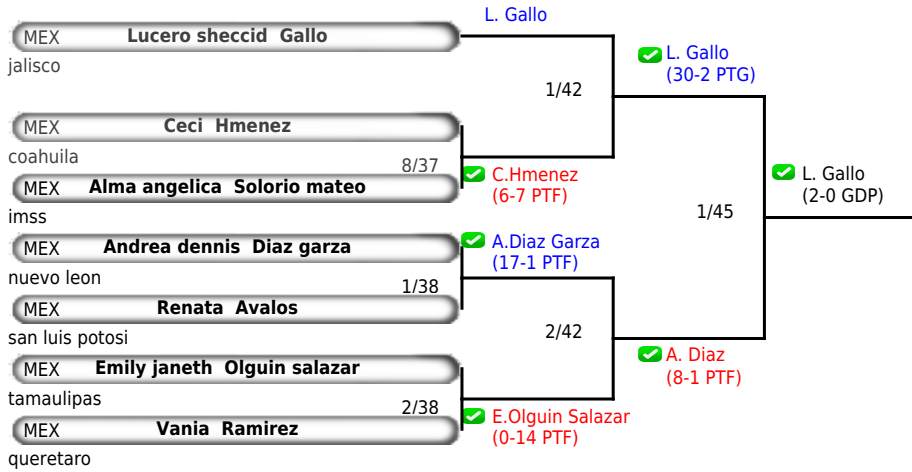 L. Gallo
MEX Lucero sheccid Gallo
jalisco
L. Gallo
(30-2 PTG)
1/42
MEX Ceci Hmenez
coahuila
8/37
C.Hmenez
(6-7 PTF)
MEX Alma angelica Solorio mateo
imss
L. Gallo
(2-0 GDP)
1/45
MEX Andrea dennis Diaz garza
nuevo leon
A.Diaz Garza
(17-1 PTF)
1/38
MEX Renata Avalos
san luis potosi
2/42
A. Diaz
(8-1 PTF)
MEX Emily janeth Olguin salazar
tamaulipas
2/38
E.Olguin Salazar
(0-14 PTF)
MEX Vania Ramirez
queretaro